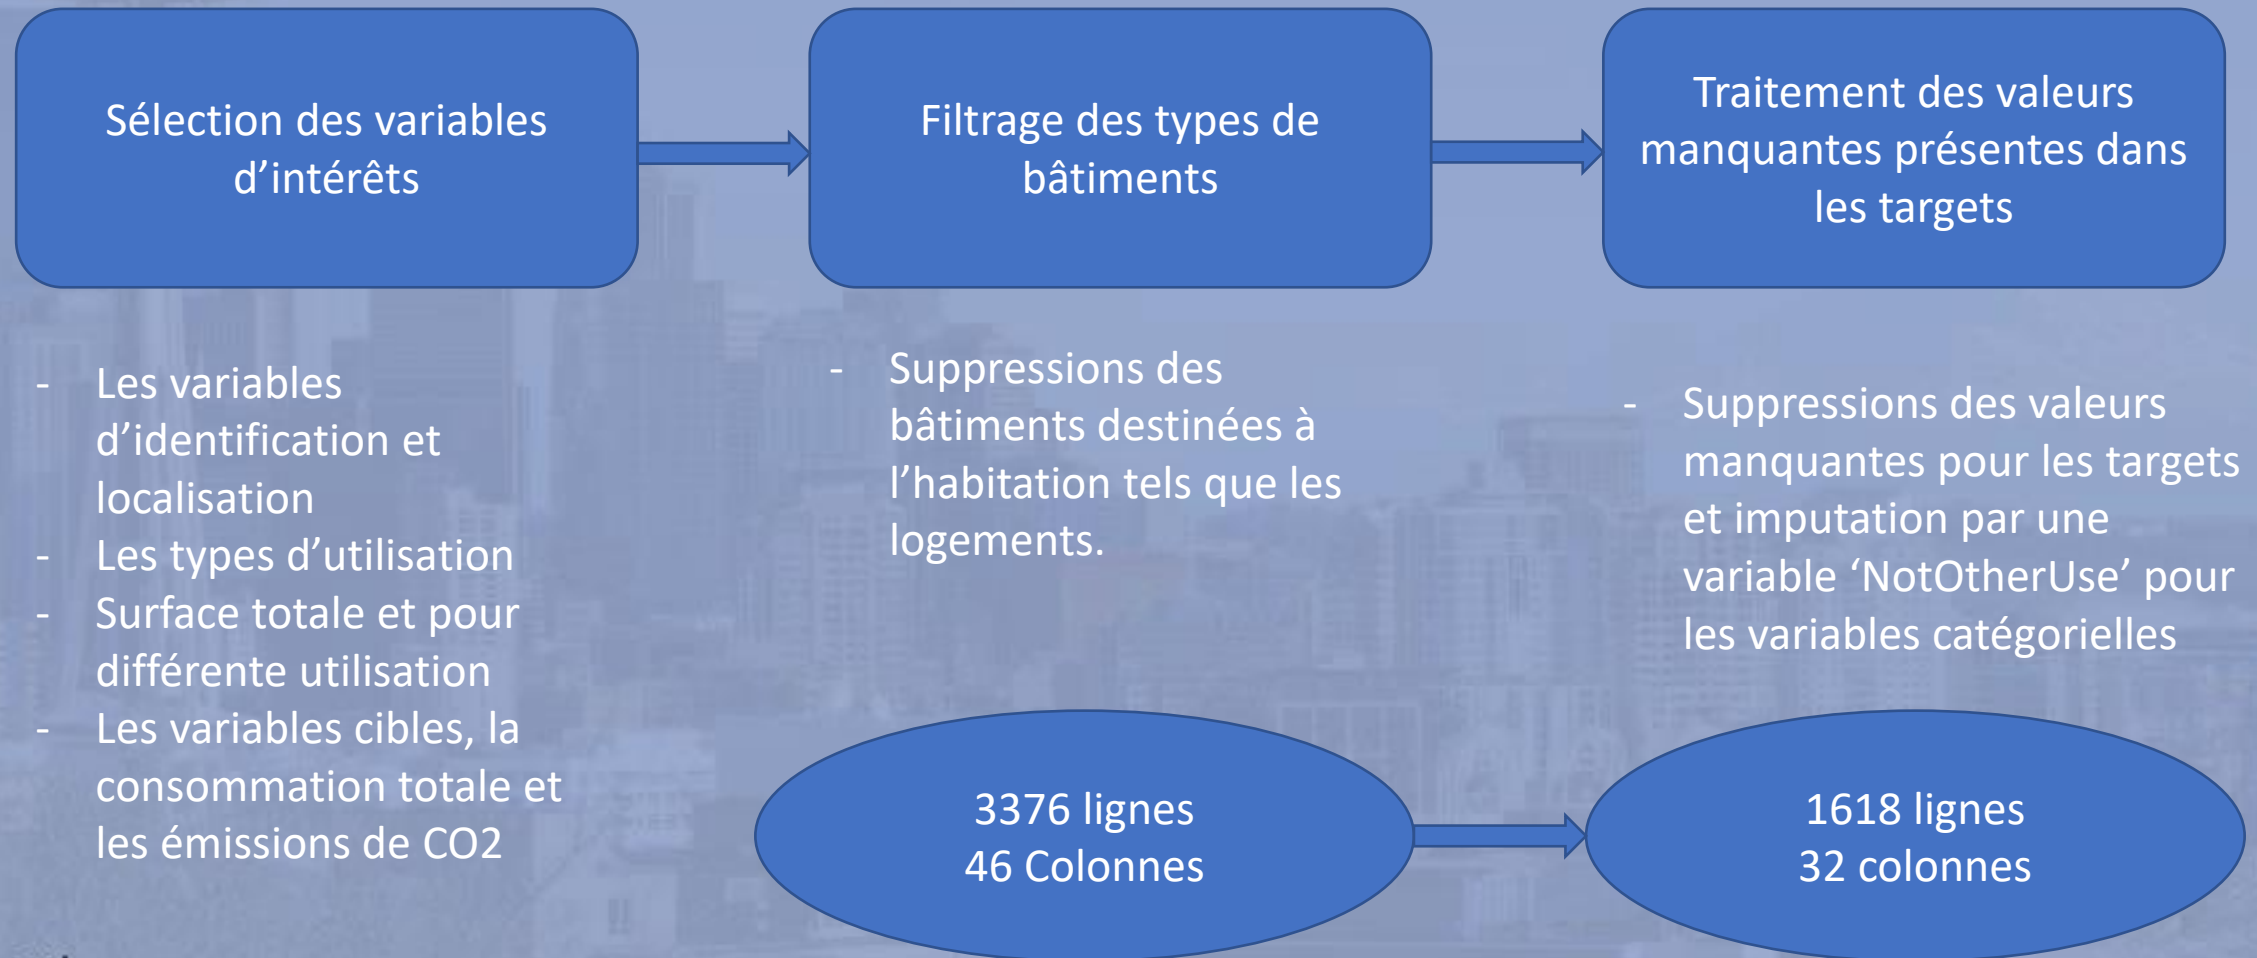 Sélection des variables
d’intérêts
Filtrage des types de
bâtiments
Traitement des valeurs
manquantes présentes dans
les targets
- Les variables
d’identification et
localisation
- Les types d’utilisation
- Surface totale et pour
différente utilisation
- Les variables cibles, la
consommation totale et
les émissions de CO2
- Suppressions des
bâtiments destinées à
l’habitation tels que les
logements.
- Suppressions des valeurs
manquantes pour les targets
et imputation par une
variable ‘NotOtherUse’ pour
les variables catégorielles
3376 lignes
46 Colonnes
1618 lignes
32 colonnes